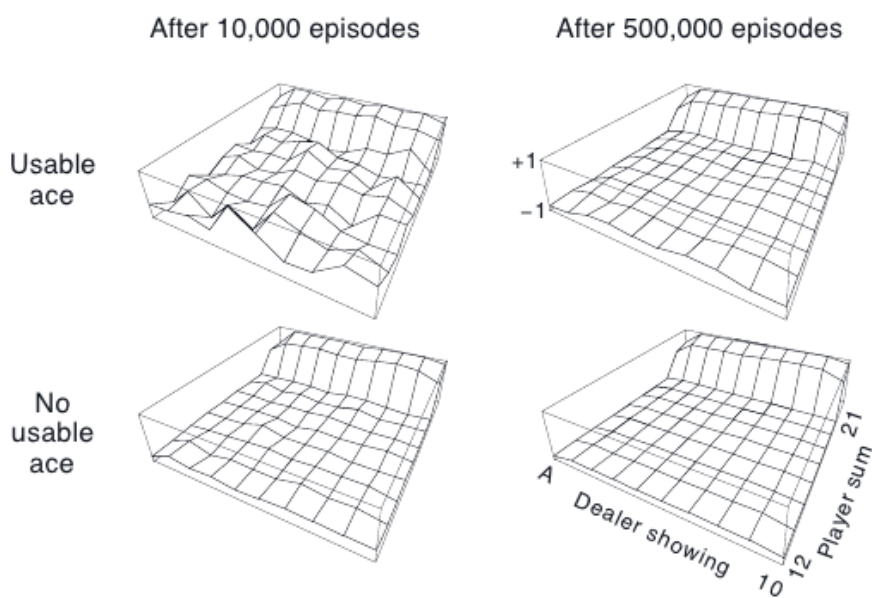 After 10,000 episodes
After 500,000 episodes
Usable
ace
+1
−1
No
usable
ace
A
Dealer showing
10
12
Player sum
21